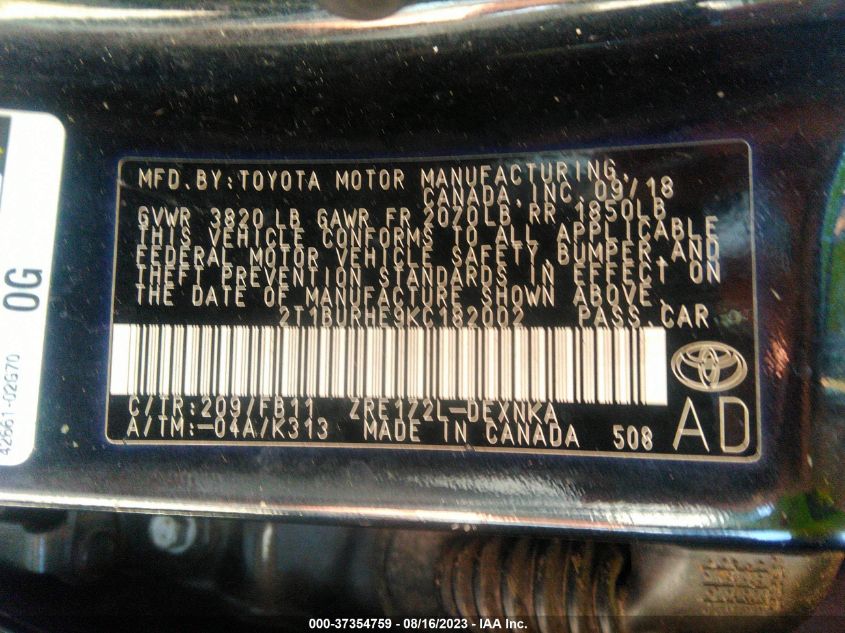 MFD.BY:TOYOTA MOTOR MANUFACTURING,
CANADA,INC. 09/18
GVWR 3820 LB GAWR FR 2070LB RR 1850LB
THIS VEHICLE CONFORMS TO ALL APPLICABLE
FEDERAL MOTOR VEHICLE SAFETY, BUMPER,AND
THEFT PREVENTION STANDARDS IN EFFECT ON
THE DATE OF MANUFACTURE SHOWN ABOVE.
2T1BURHE9KC182002 PASS CAR
C/TR:209/FB11 ZRE172L-DEXNKA
A/TM:-04A/K313 MADE IN CANADA 508
AD
0G
42661-02G70
000-37354759 - 08/16/2023 - IAA Inc.